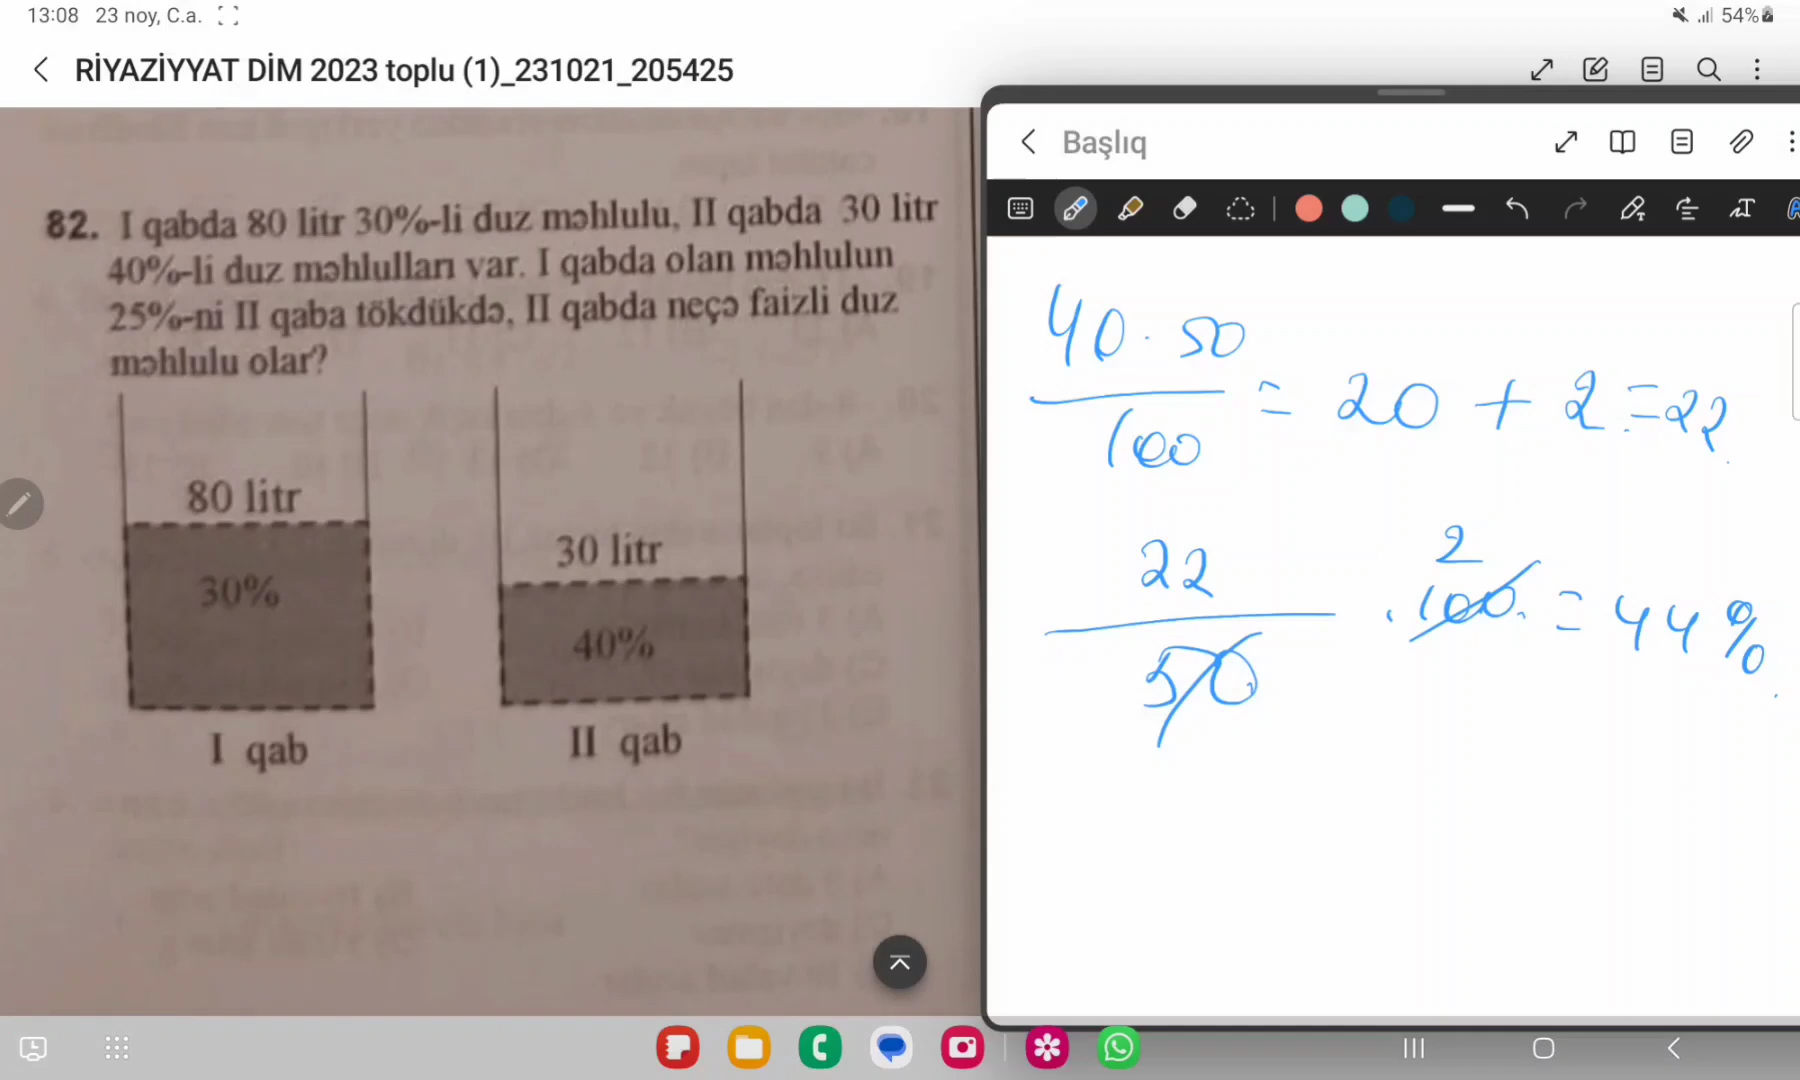 13:08 23 noy, C.a. 54%
RİYAZİYYAT DİM 2023 toplu (1)_231021_205425
82. I qabda 80 litr 30%-li duz məhlulu, II qabda 30 litr
40%-li duz məhlulları var. I qabda olan məhlulun
25%-ni II qaba tökdükdə, II qabda neçə faizli duz
məhlulu olar?
80 litr
30%
I qab
30 litr
40%
II qab
Başlıq
40 · 50
100
= 20 + 2 = 22
22
50
· 100 = 44%
2